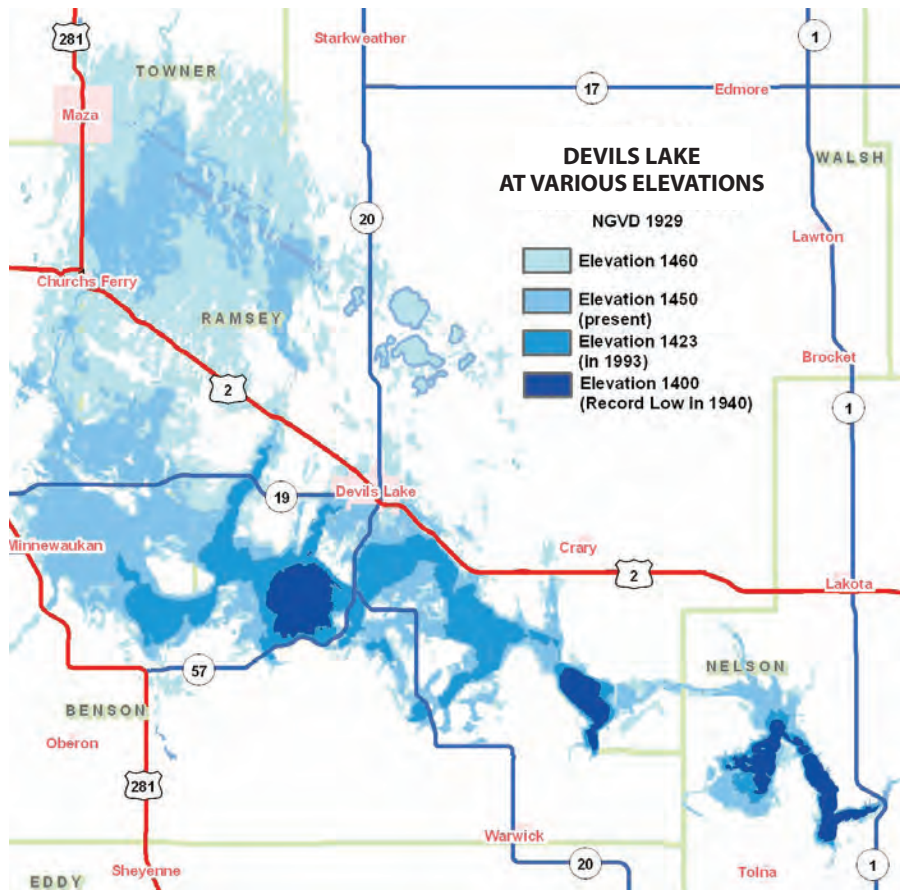 281
Starkweather
1
TOWNER
17
Edmore
Maza
DEVILS LAKE
AT VARIOUS ELEVATIONS
WALSH
NGVD 1929
20
Lawton
Elevation 1460
Churchs Ferry
Elevation 1450
(present)
RAMSEY
Elevation 1423
(in 1993)
Brocket
2
Elevation 1400
(Record Low in 1940)
1
19
Devils Lake
Minnewaukan
Crary
2
Lakota
57
NELSON
BENSON
Oberon
281
Warwick
20
Sheyenne
Tolna
1
EDDY